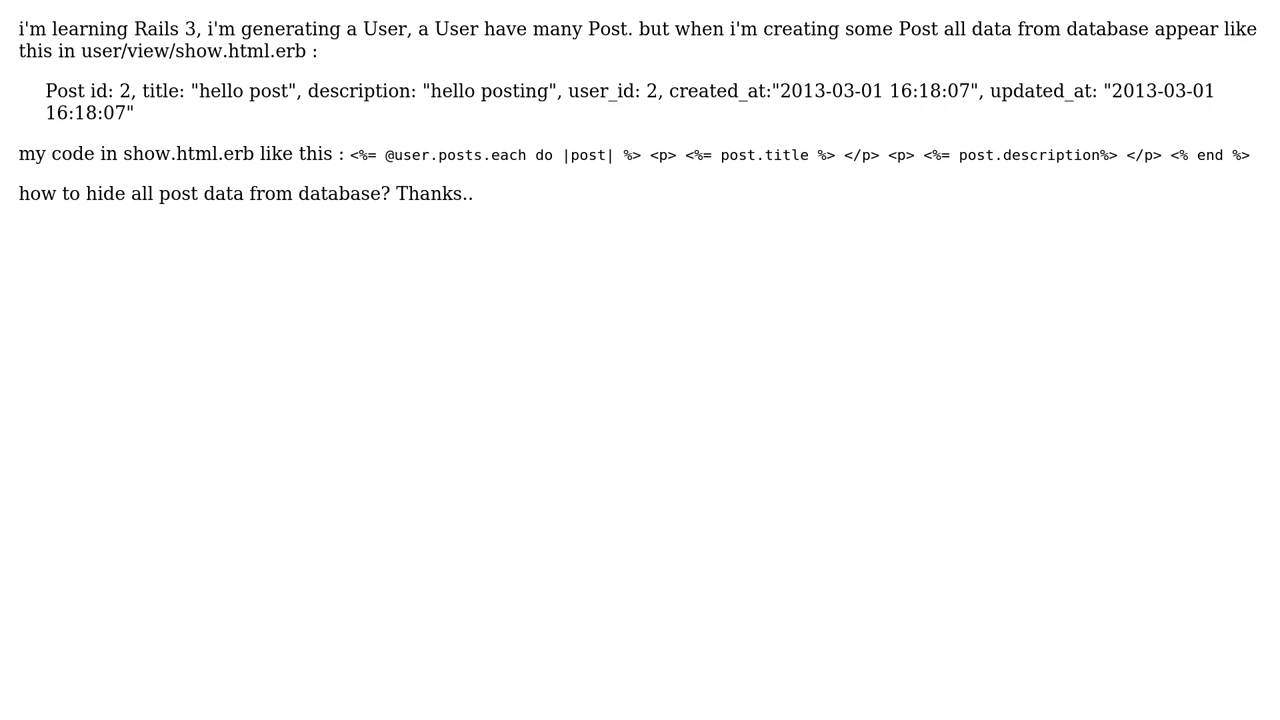 i'm learning Rails 3, i'm generating a User, a User have many Post. but when i'm creating some Post all data from database appear like
this in user/view/show.html.erb :
Post id: 2, title: "hello post", description: "hello posting", user_id: 2, created_at:"2013-03-01 16:18:07", updated_at: "2013-03-01
16:18:07"
my code in show.html.erb like this : <%= @user.posts.each do |post| %> <p> <%= post.title %> </p> <p> <%= post.description%> </p> <% end %>
how to hide all post data from database? Thanks..